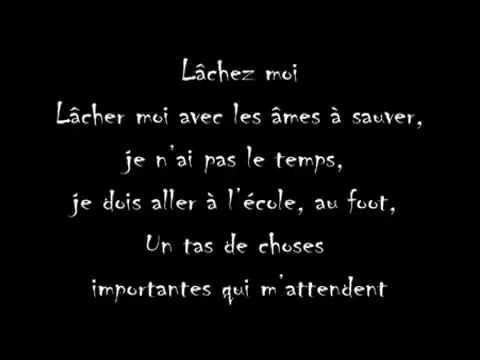 Lâchez moi
Lâcher moi avec les âmes à sauver,
je n'ai pas le temps,
je dois aller à l'école, au foot,
Un tas de choses
importantes qui m'attendent